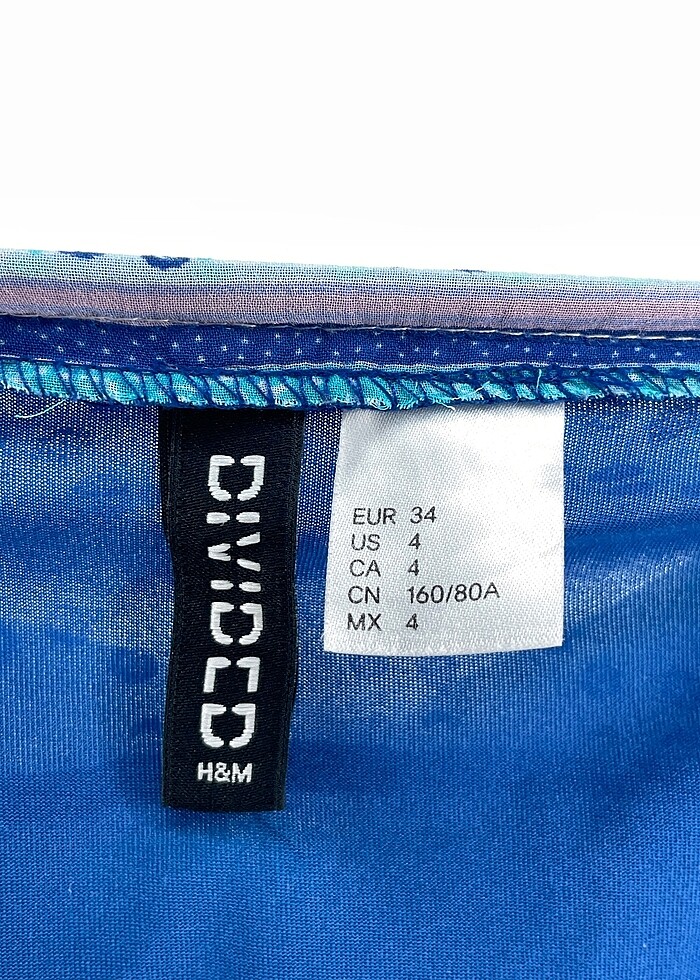 DIVIDED
H&M
EUR 34
US 4
CA 4
CN 160/80A
MX 4